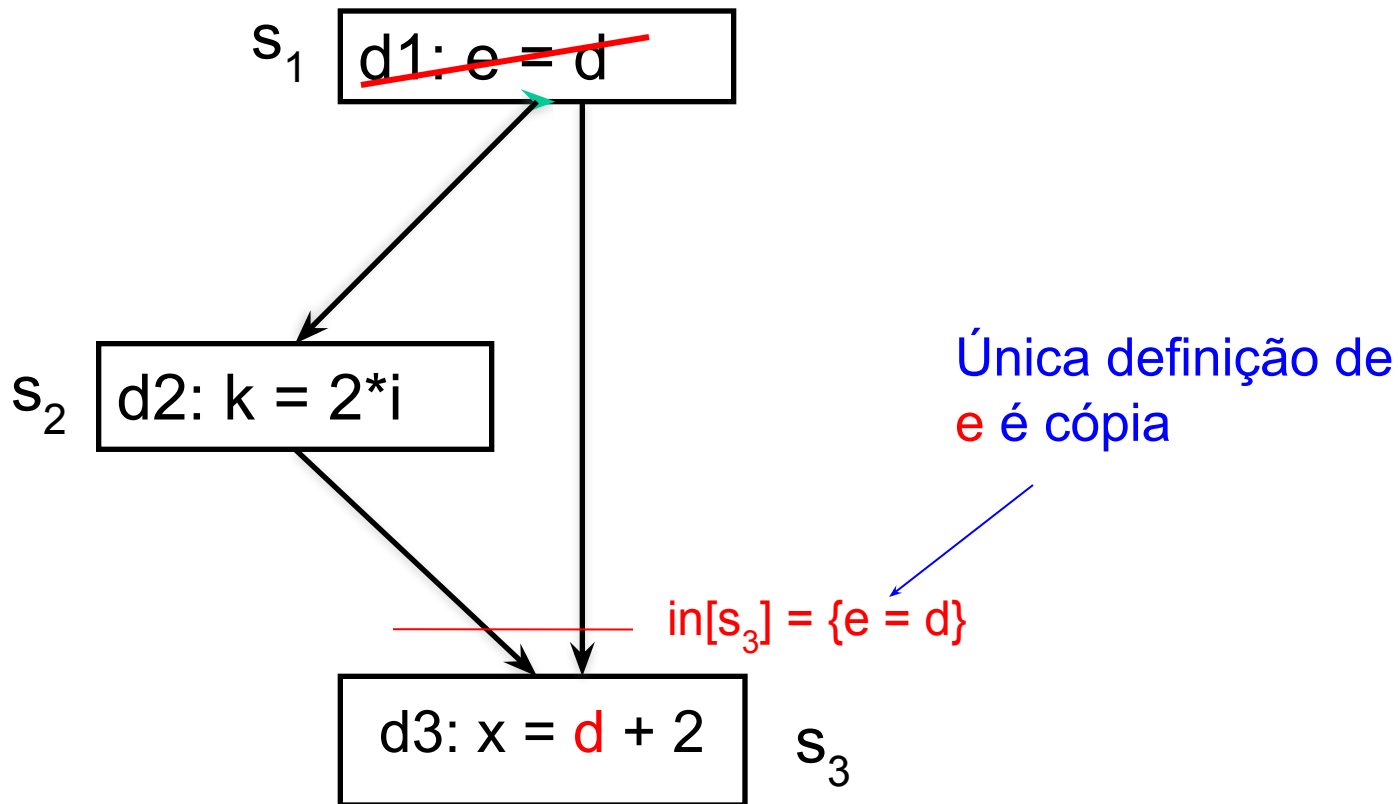 s₁ d1: e = d
s₂ d2: k = 2*i
Única definição de
e é cópia
in[s₃] = {e = d}
d3: x = d + 2 s₃